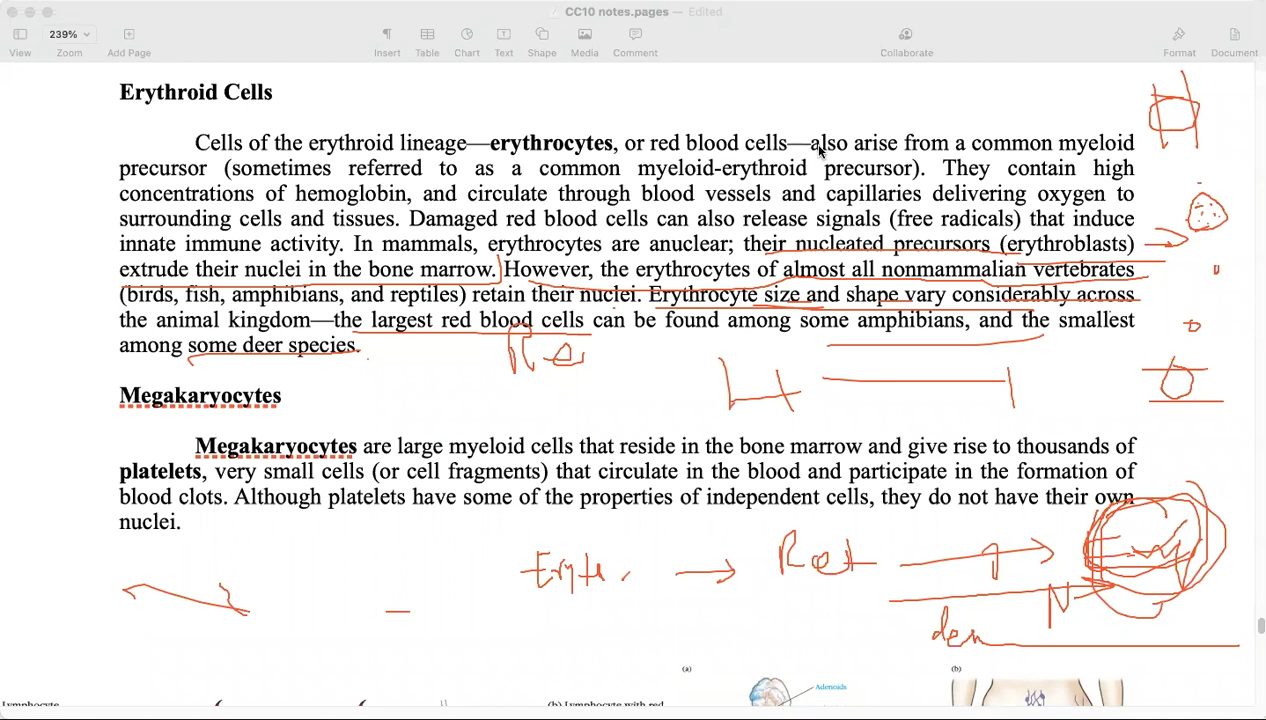 CC10 notes.pages — Edited
239%
View Zoom Add Page Insert Table Chart Text Shape Media Comment Collaborate Format Document
Erythroid Cells
Cells of the erythroid lineage—erythrocytes, or red blood cells—also arise from a common myeloid
precursor (sometimes referred to as a common myeloid-erythroid precursor). They contain high
concentrations of hemoglobin, and circulate through blood vessels and capillaries delivering oxygen to
surrounding cells and tissues. Damaged red blood cells can also release signals (free radicals) that induce
innate immune activity. In mammals, erythrocytes are anuclear; their nucleated precursors (erythroblasts)
extrude their nuclei in the bone marrow. However, the erythrocytes of almost all nonmammalian vertebrates
(birds, fish, amphibians, and reptiles) retain their nuclei. Erythrocyte size and shape vary considerably across
the animal kingdom—the largest red blood cells can be found among some amphibians, and the smallest
among some deer species.
Megakaryocytes
Megakaryocytes are large myeloid cells that reside in the bone marrow and give rise to thousands of
platelets, very small cells (or cell fragments) that circulate in the blood and participate in the formation of
blood clots. Although platelets have some of the properties of independent cells, they do not have their own
nuclei.
(a) (b)
Adenoids
Lymphocyte (b) Lymphocyte with red